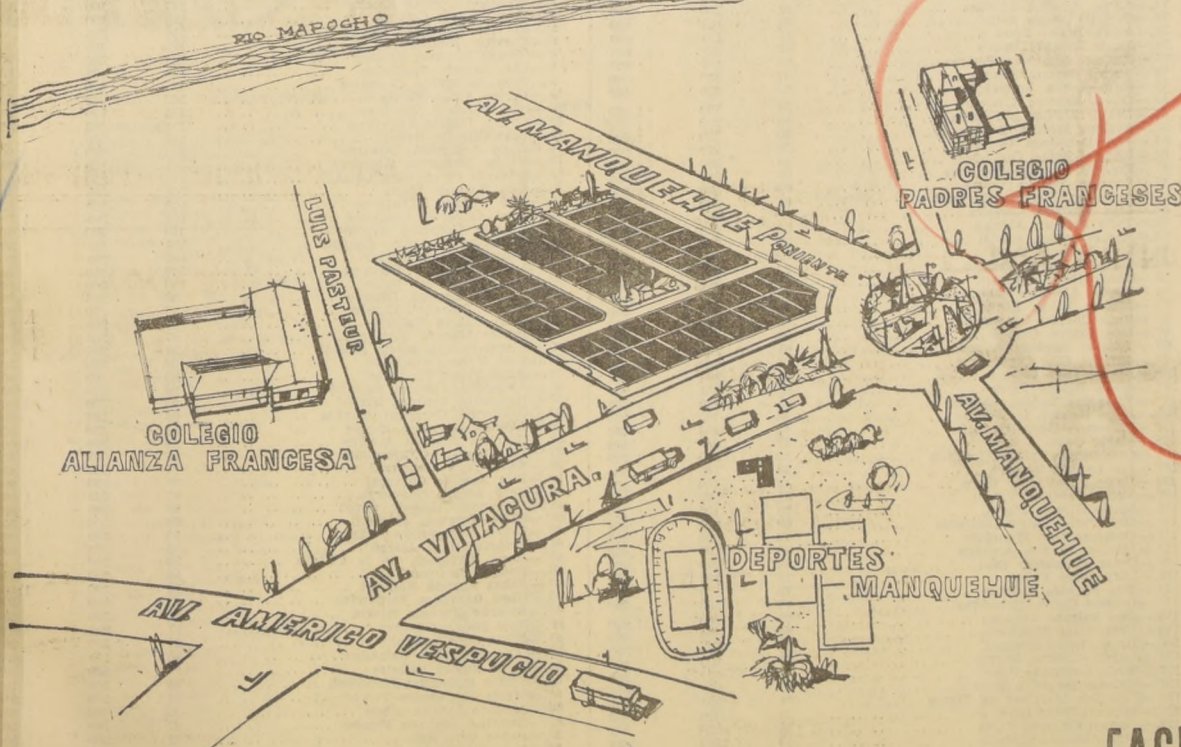 RIO MAPOCHO
AV. MANQUEHUE PONIENTE
COLEGIO
PADRES FRANCESES
LUIS PASTEUR
COLEGIO
ALIANZA FRANCESA
AV. VITACURA.
AV. MANQUEHUE
DEPORTES
MANQUEHUE
AV. AMERICO VESPUCIO